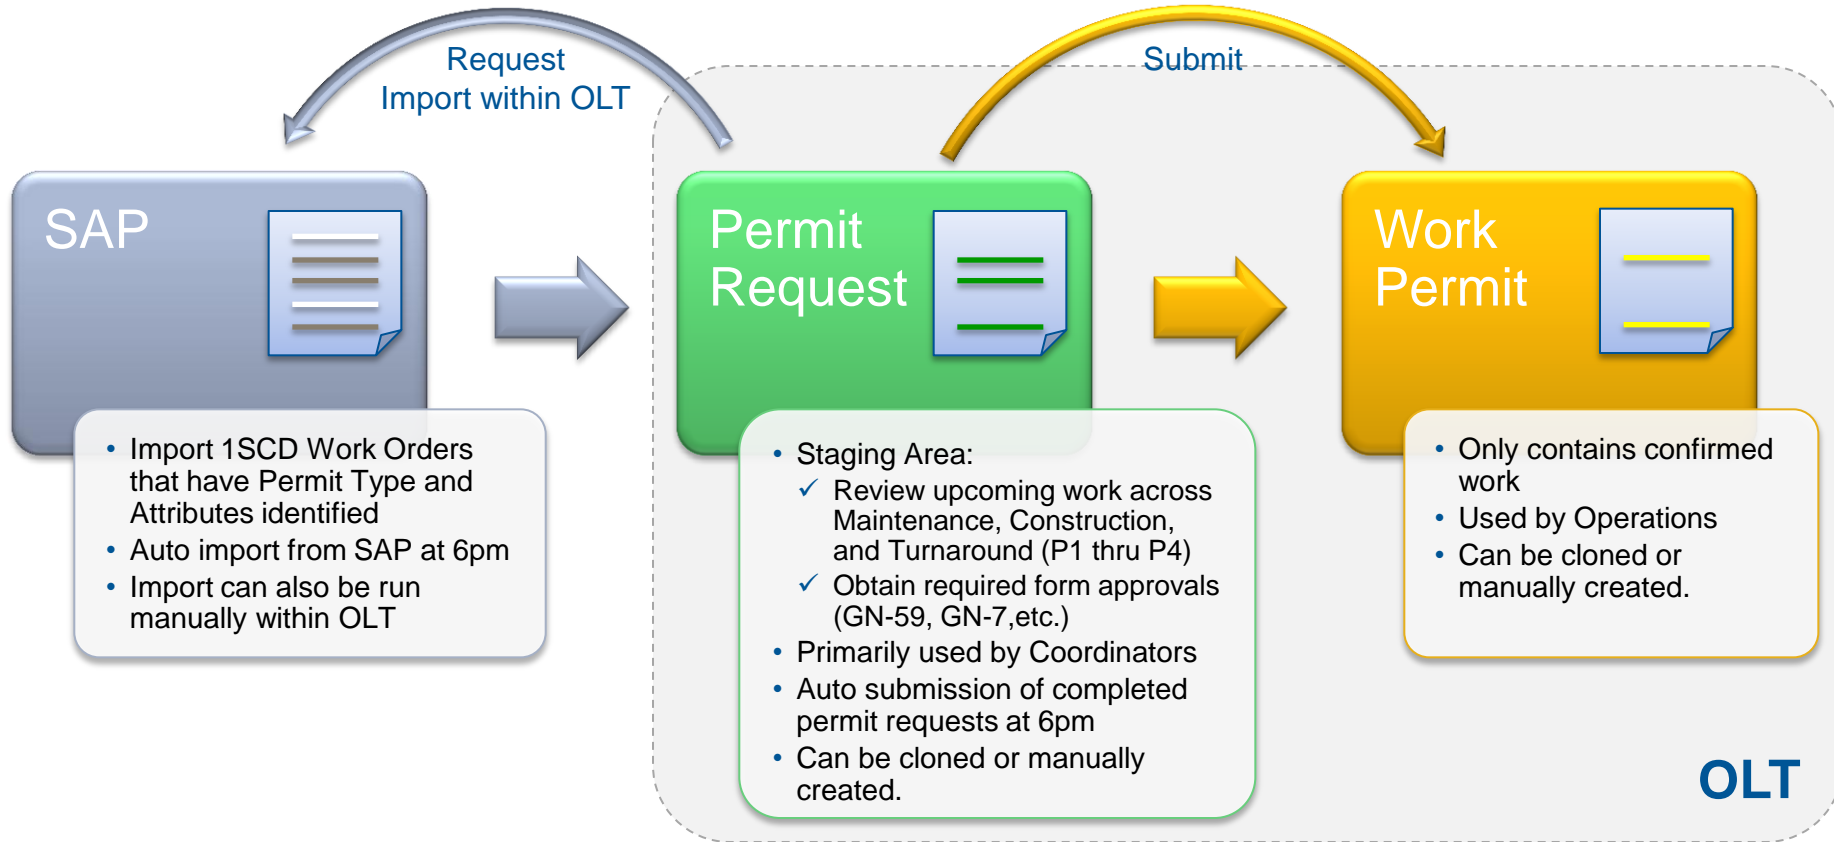 Request
Import within OLT
Submit
SAP
• Import 1SCD Work Orders
that have Permit Type and
Attributes identified
• Auto import from SAP at 6pm
• Import can also be run
manually within OLT
Permit
Request
• Staging Area:
✓ Review upcoming work across
Maintenance, Construction,
and Turnaround (P1 thru P4)
✓ Obtain required form approvals
(GN-59, GN-7,etc.)
• Primarily used by Coordinators
• Auto submission of completed
permit requests at 6pm
• Can be cloned or manually
created.
Work
Permit
• Only contains confirmed
work
• Used by Operations
• Can be cloned or
manually created.
OLT